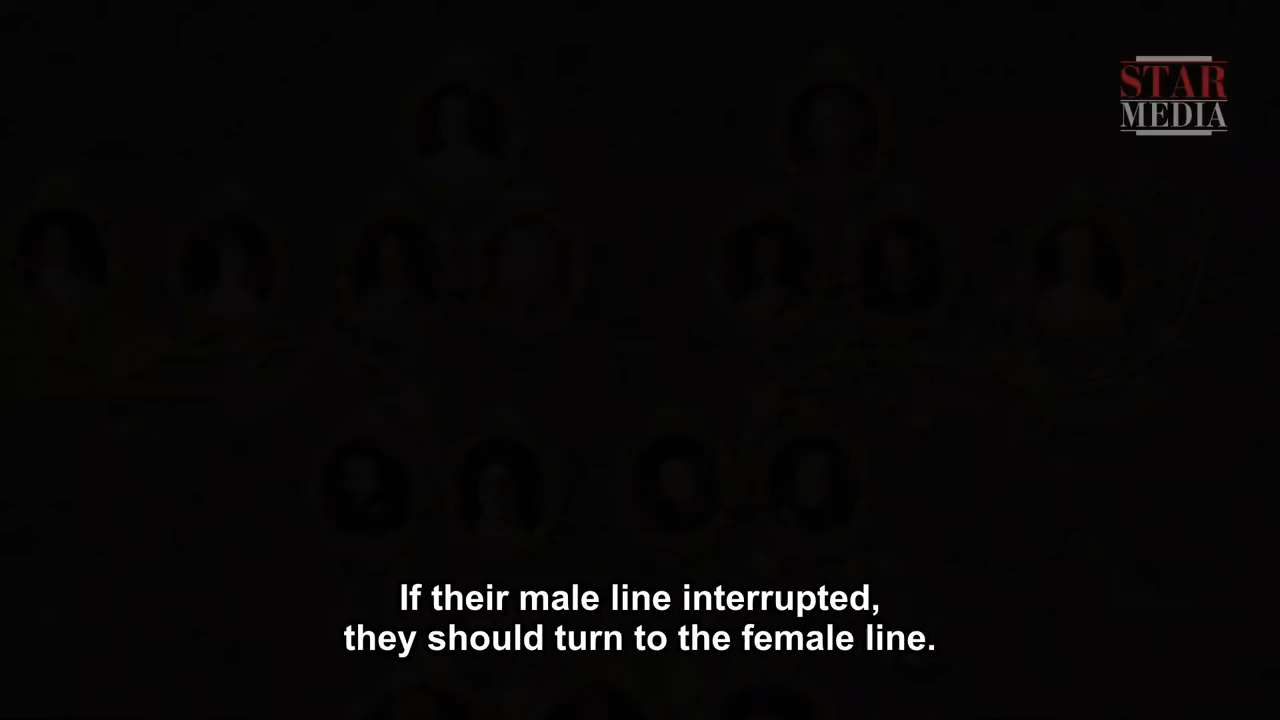 STAR
MEDIA
If their male line interrupted,
they should turn to the female line.